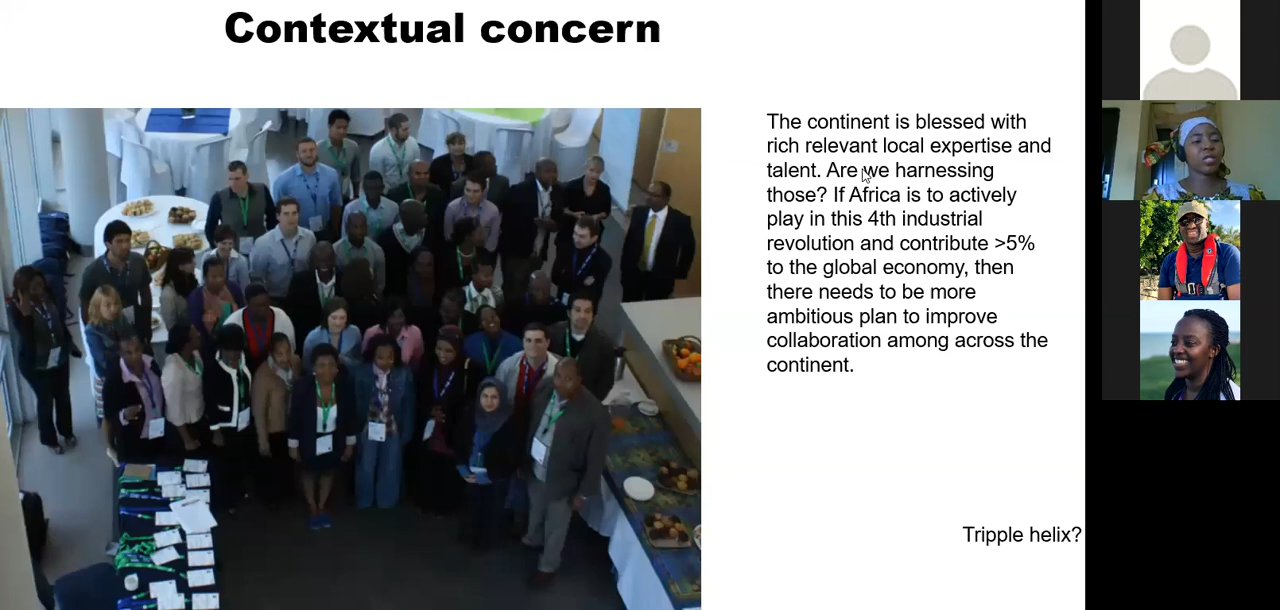 Contextual concern
The continent is blessed with
rich relevant local expertise and
talent. Are we harnessing
those? If Africa is to actively
play in this 4th industrial
revolution and contribute >5%
to the global economy, then
there needs to be more
ambitious plan to improve
collaboration among across the
continent.
Tripple helix?